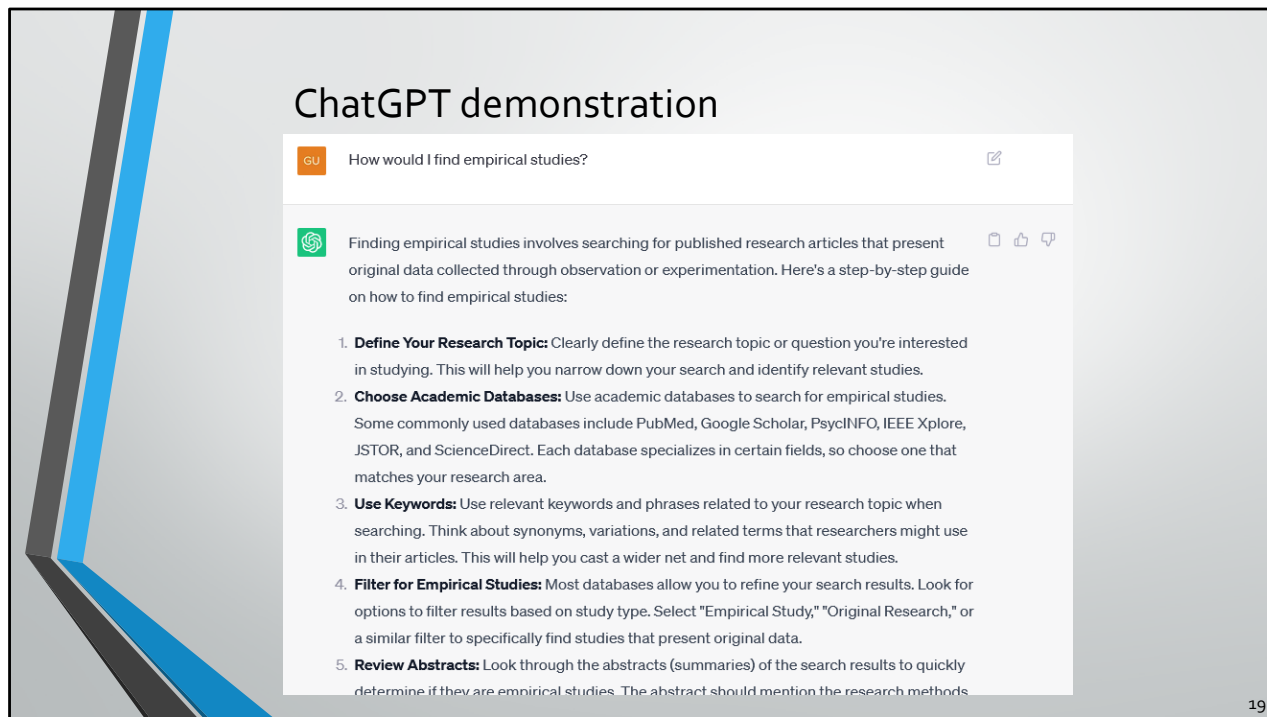 ChatGPT demonstration
GU
How would I find empirical studies?
Finding empirical studies involves searching for published research articles that present
original data collected through observation or experimentation. Here's a step-by-step guide
on how to find empirical studies:
1. Define Your Research Topic: Clearly define the research topic or question you're interested
in studying. This will help you narrow down your search and identify relevant studies.
2. Choose Academic Databases: Use academic databases to search for empirical studies.
Some commonly used databases include PubMed, Google Scholar, PsycINFO, IEEE Xplore,
JSTOR, and ScienceDirect. Each database specializes in certain fields, so choose one that
matches your research area.
3. Use Keywords: Use relevant keywords and phrases related to your research topic when
searching. Think about synonyms, variations, and related terms that researchers might use
in their articles. This will help you cast a wider net and find more relevant studies.
4. Filter for Empirical Studies: Most databases allow you to refine your search results. Look for
options to filter results based on study type. Select "Empirical Study," "Original Research," or
a similar filter to specifically find studies that present original data.
5. Review Abstracts: Look through the abstracts (summaries) of the search results to quickly
determine if they are empirical studies. The abstract should mention the research methods
19